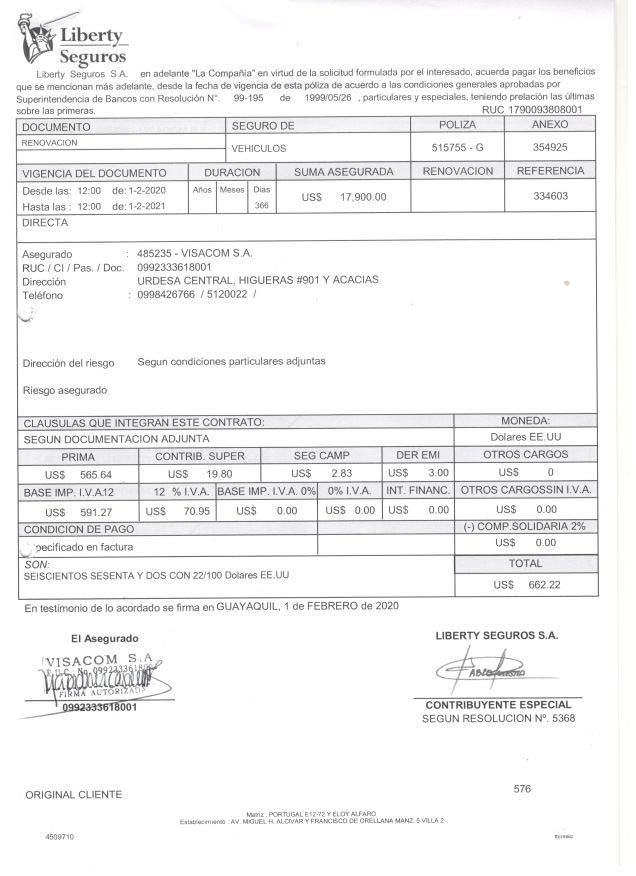 Liberty
Seguros
Liberty Seguros S.A. en adelante "La Compañía" en virtud de la solicitud formulada por el interesado, acuerda pagar los beneficios
que se mencionan más adelante, desde la fecha de vigencia de esta póliza de acuerdo a las condiciones generales aprobadas por
Superintendencia de Bancos con Resolución N°. 99-195 de 1999/05/26 , particulares y especiales, teniendo prelación las últimas
sobre las primeras. RUC 1790093808001
DOCUMENTO SEGURO DE POLIZA ANEXO
RENOVACION VEHICULOS 515755 - G 354925
VIGENCIA DEL DOCUMENTO DURACION SUMA ASEGURADA RENOVACION REFERENCIA
Desde las: 12:00 de: 1-2-2020 Años Meses Dias US$ 17,900.00 334603
Hasta las : 12:00 de: 1-2-2021 366
DIRECTA
Asegurado : 485235 - VISACOM S.A.
RUC / CI / Pas. / Doc. 0992333618001
Dirección URDESA CENTRAL, HIGUERAS #901 Y ACACIAS
Teléfono : 0998426766 / 5120022 /
Dirección del riesgo Segun condiciones particulares adjuntas
Riesgo asegurado
CLAUSULAS QUE INTEGRAN ESTE CONTRATO: MONEDA:
SEGUN DOCUMENTACION ADJUNTA Dolares EE.UU
PRIMA CONTRIB. SUPER SEG CAMP DER EMI OTROS CARGOS
US$ 565.64 US$ 19.80 US$ 2.83 US$ 3.00 US$ 0
BASE IMP. I.V.A12 12 % I.V.A. BASE IMP. I.V.A. 0% 0% I.V.A. INT. FINANC. OTROS CARGOSSIN I.V.A.
US$ 591.27 US$ 70.95 US$ 0.00 US$ 0.00 US$ 0.00 US$ 0.00
CONDICION DE PAGO (-) COMP.SOLIDARIA 2%
pecificado en factura US$ 0.00
SON: TOTAL
SEISCIENTOS SESENTA Y DOS CON 22/100 Dolares EE.UU US$ 662.22
En testimonio de lo acordado se firma en GUAYAQUIL, 1 de FEBRERO de 2020
El Asegurado LIBERTY SEGUROS S.A.
VISACOM S.A.
R.U.C. No. 0992333618001
FIRMA AUTORIZADA
0992333618001 CONTRIBUYENTE ESPECIAL
SEGUN RESOLUCION Nº. 5368
576
ORIGINAL CLIENTE
Matriz : PORTUGAL E12-72 Y ELOY ALFARO
Establecimiento : AV. MIGUEL H. ALCIVAR Y FRANCISCO DE ORELLANA MANZ. 5 VILLA 2
4509710